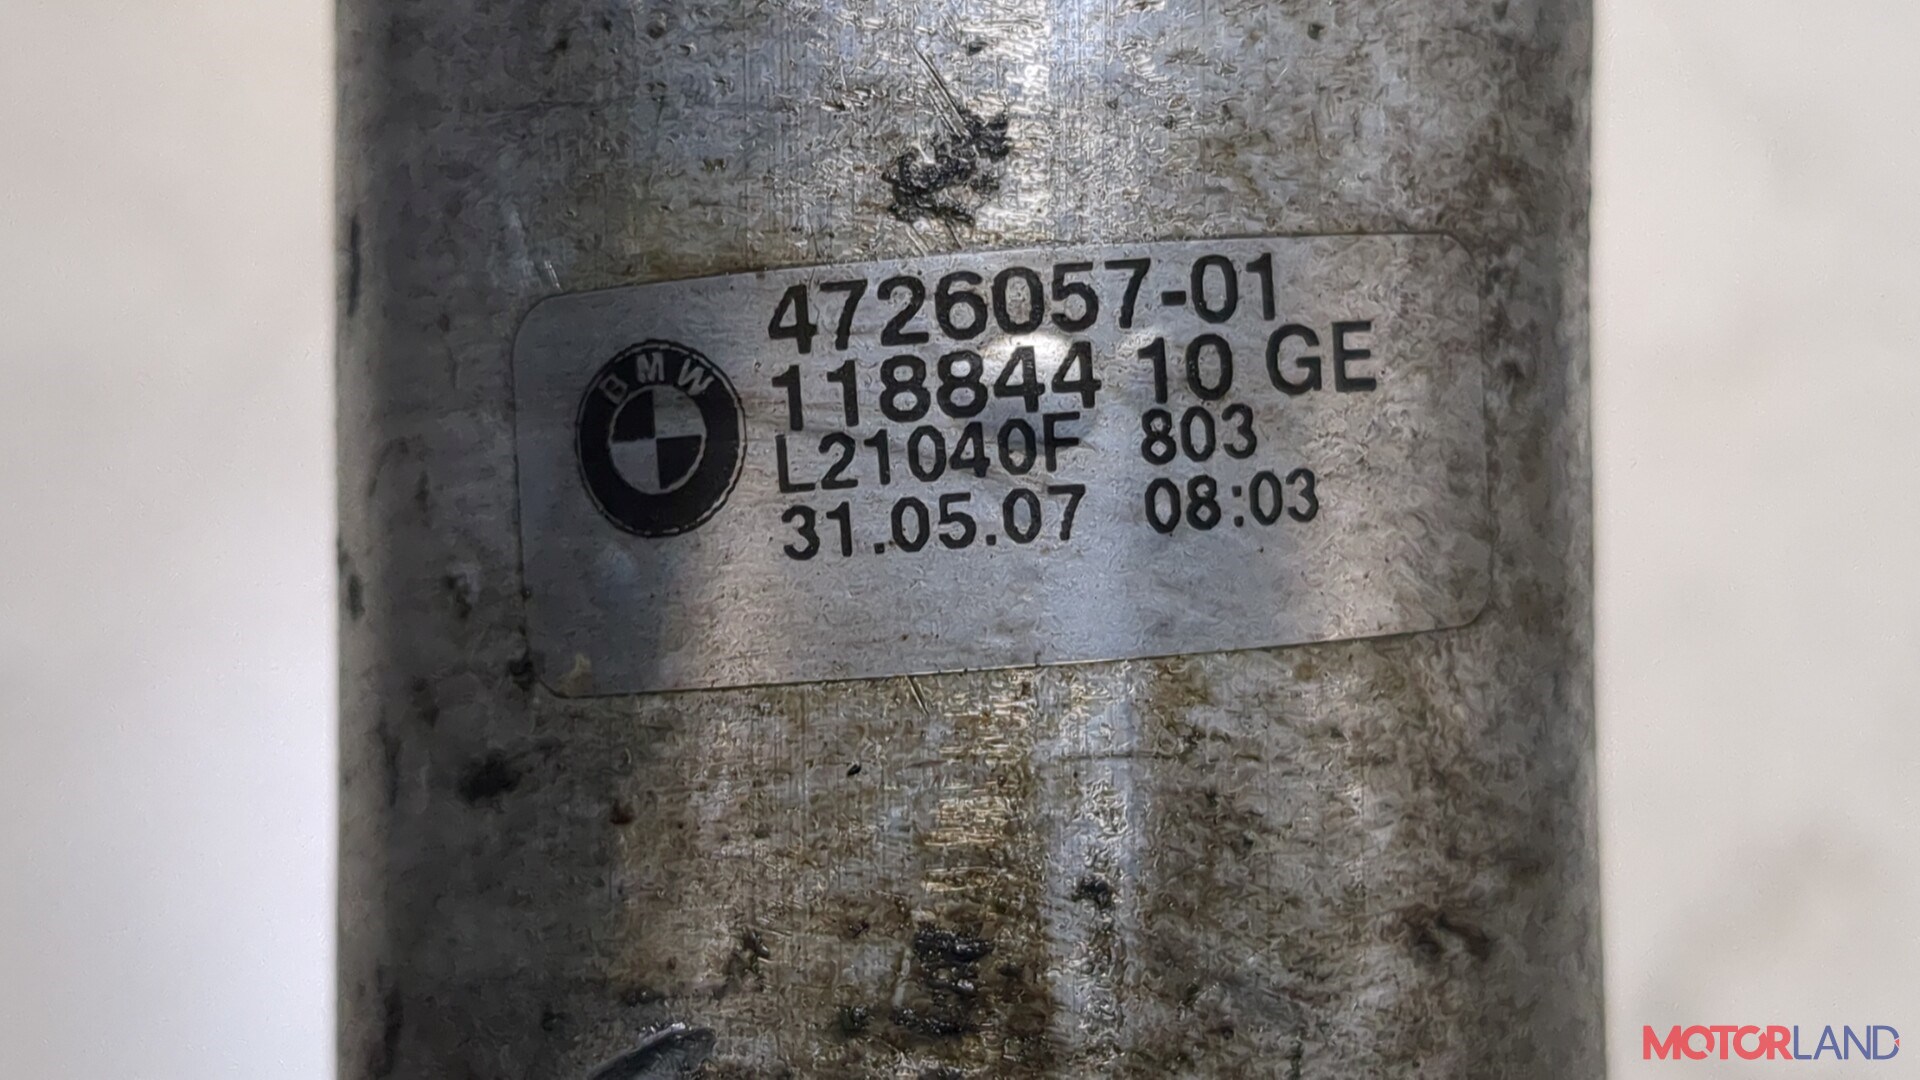 4726057-01
118844 10 GE
BMW
L21040F 803
31.05.07 08:03
MOTORLAND